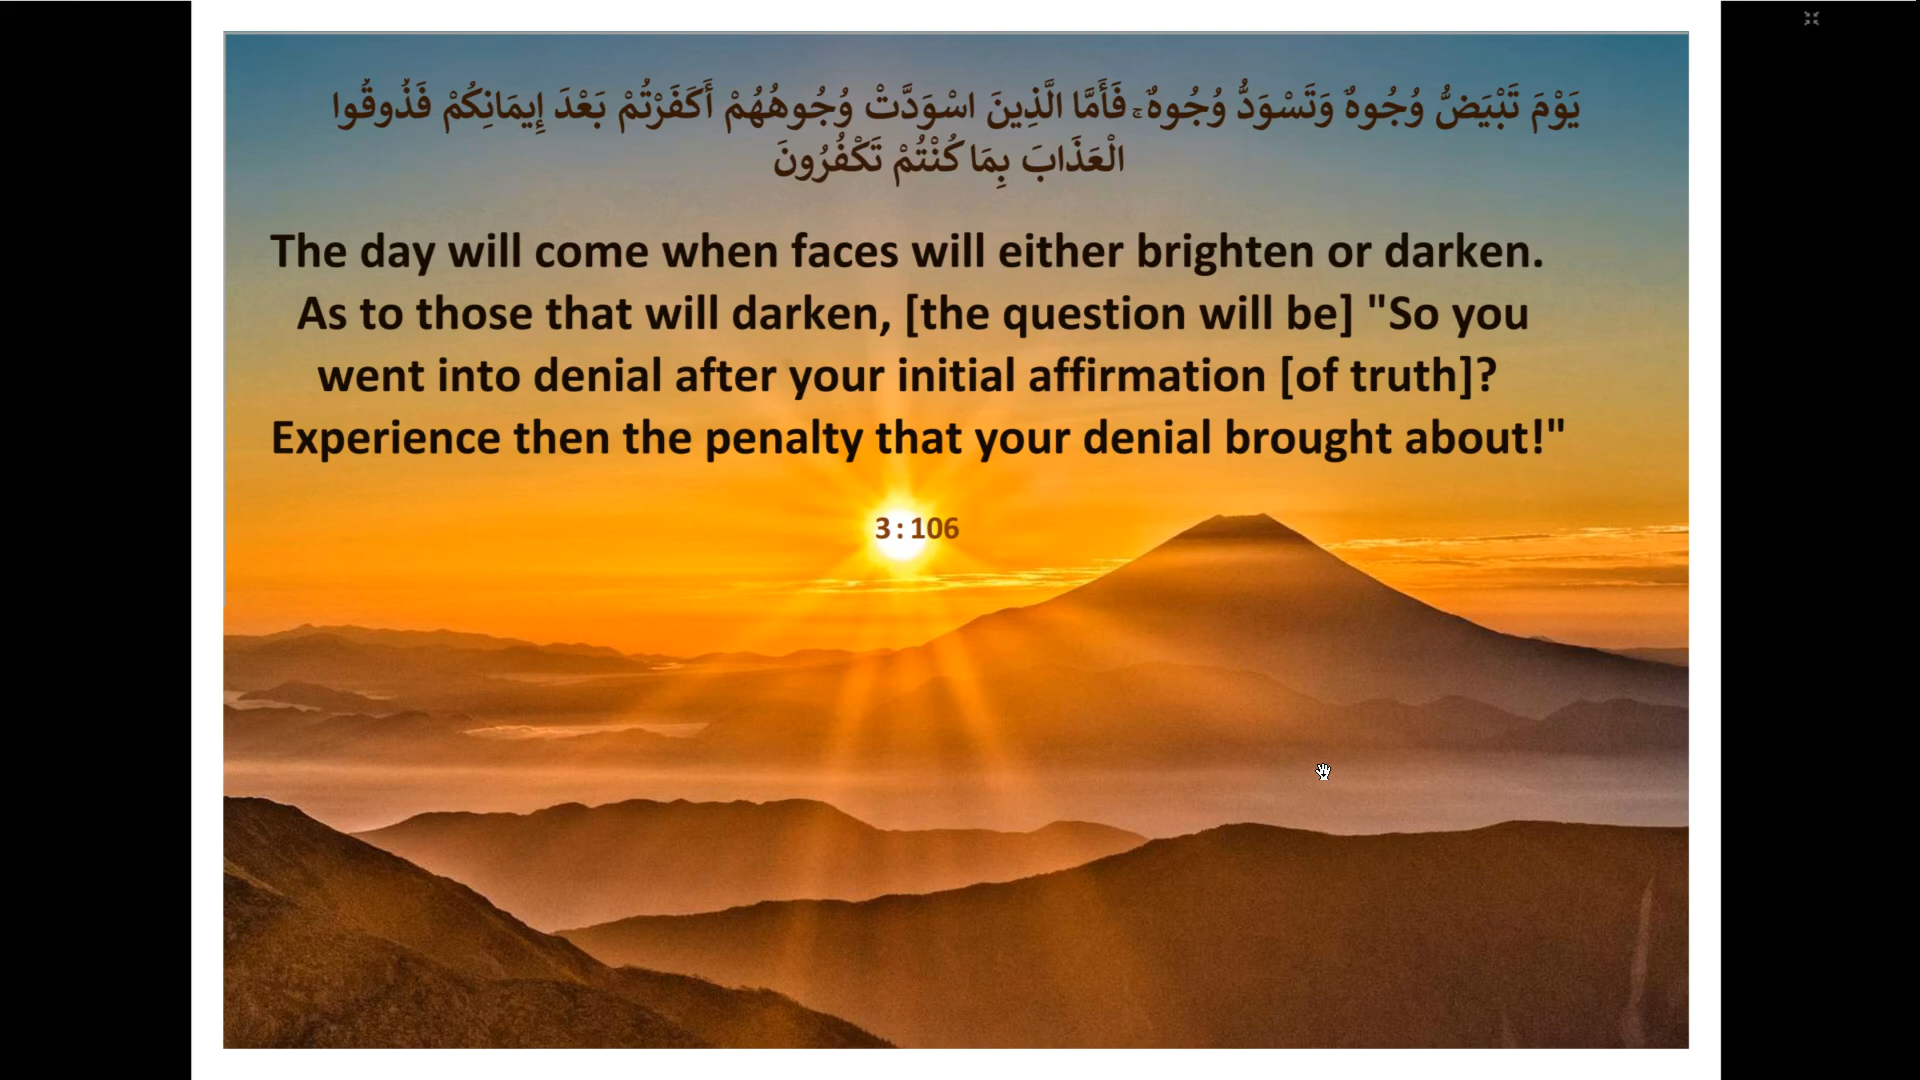 يَوْمَ تَبْيَضُّ وُجُوهٌ وَتَسْوَدُّ وُجُوهٌ ۚ فَأَمَّا الَّذِينَ اسْوَدَّتْ وُجُوهُهُمْ أَكَفَرْتُمْ بَعْدَ إِيمَانِكُمْ فَذُوقُوا
الْعَذَابَ بِمَا كُنْتُمْ تَكْفُرُونَ
The day will come when faces will either brighten or darken.
As to those that will darken, [the question will be] "So you
went into denial after your initial affirmation [of truth]?
Experience then the penalty that your denial brought about!"
3:106